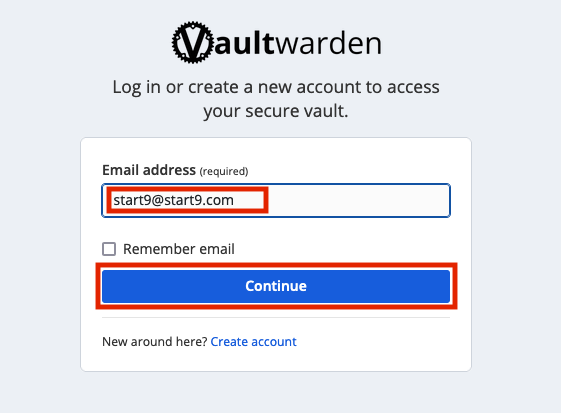 Vaultwarden
Log in or create a new account to access
your secure vault.
Email address (required)
start9@start9.com
Remember email
Continue
New around here? Create account